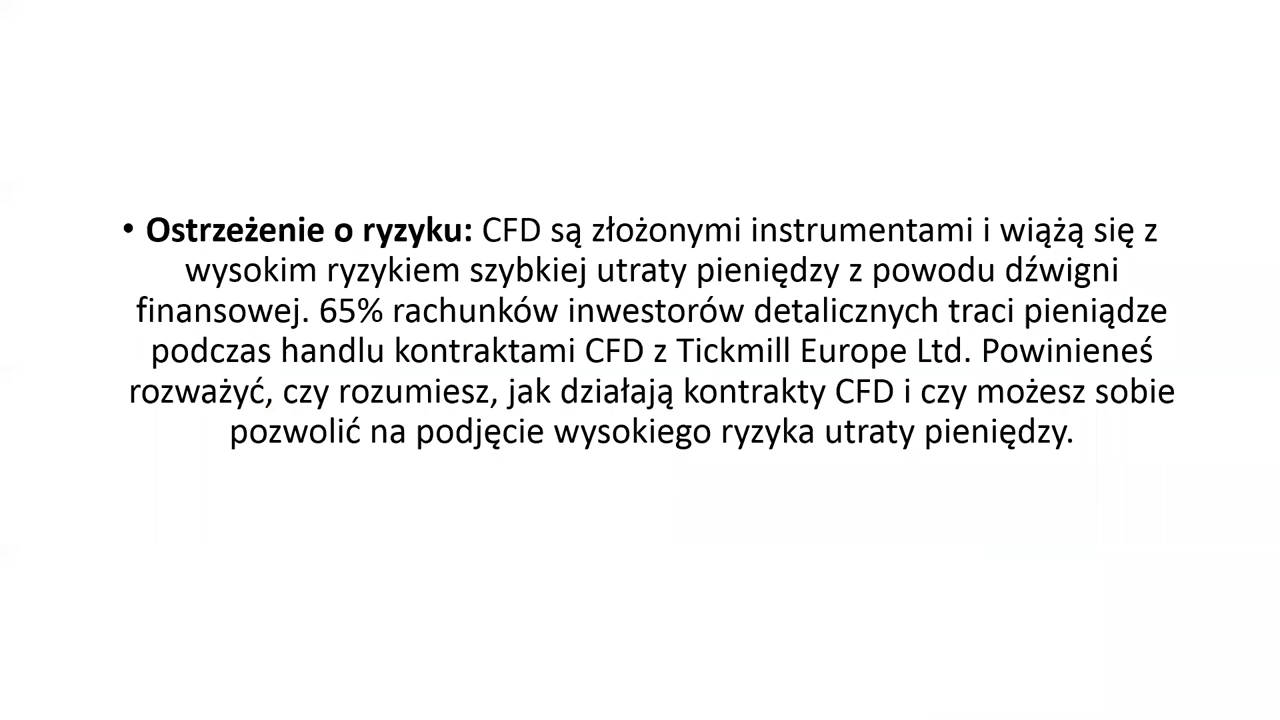 • Ostrzeżenie o ryzyku: CFD są złożonymi instrumentami i wiążą się z
wysokim ryzykiem szybkiej utraty pieniędzy z powodu dźwigni
finansowej. 65% rachunków inwestorów detalicznych traci pieniądze
podczas handlu kontraktami CFD z Tickmill Europe Ltd. Powinieneś
rozważyć, czy rozumiesz, jak działają kontrakty CFD i czy możesz sobie
pozwolić na podjęcie wysokiego ryzyka utraty pieniędzy.